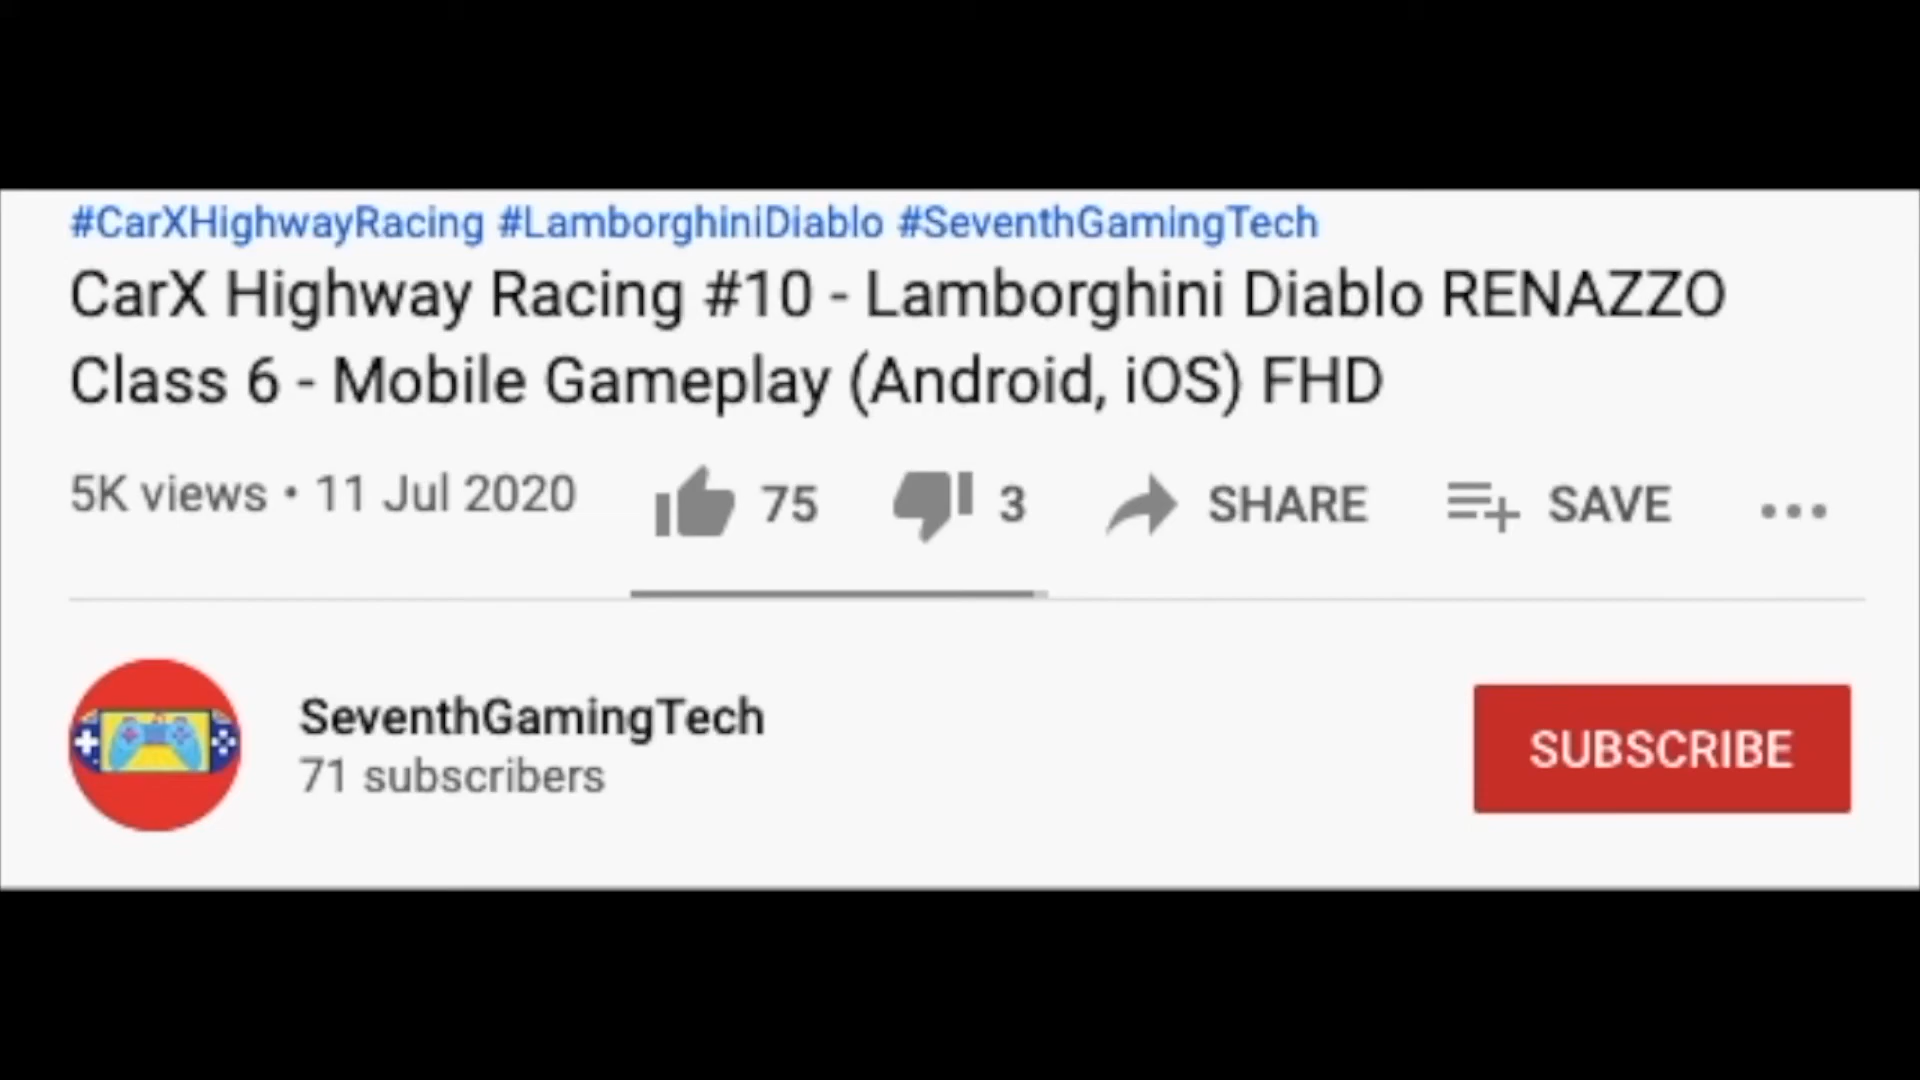 #CarXHighwayRacing #LamborghiniDiablo #SeventhGamingTech
CarX Highway Racing #10 - Lamborghini Diablo RENAZZO
Class 6 - Mobile Gameplay (Android, iOS) FHD
5K views • 11 Jul 2020 75 3 SHARE SAVE
SeventhGamingTech
71 subscribers
SUBSCRIBE